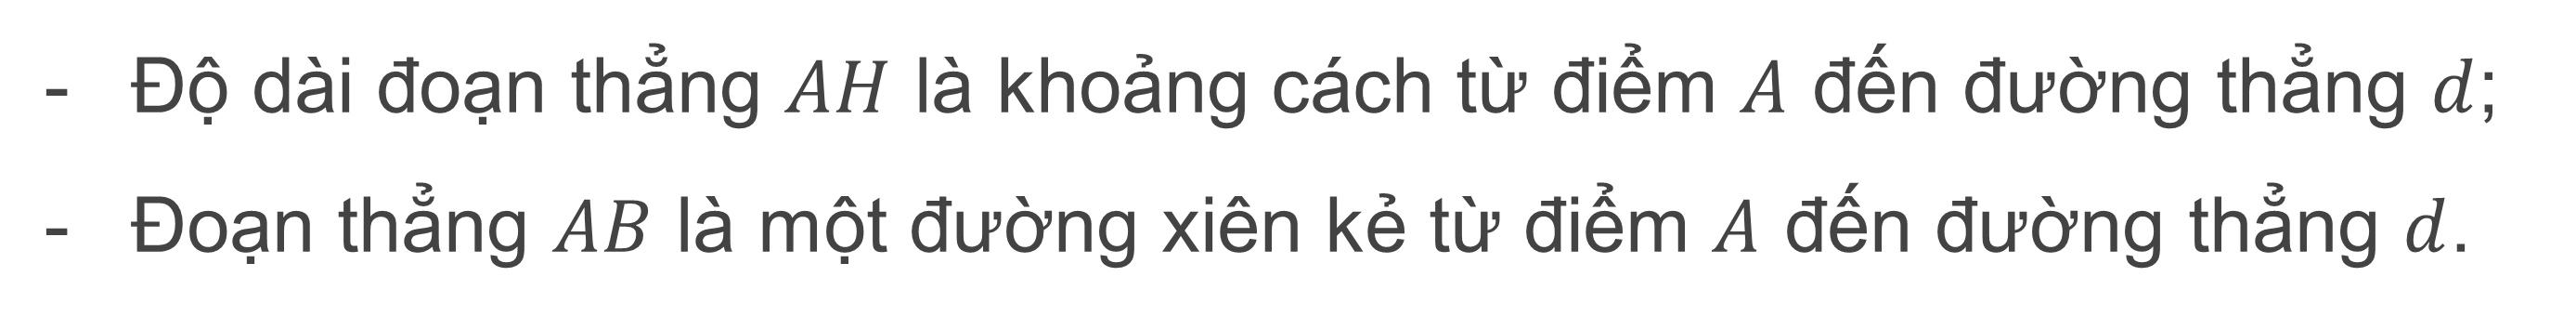 - Độ dài đoạn thẳng AH là khoảng cách từ điểm A đến đường thẳng d;
- Đoạn thẳng AB là một đường xiên kẻ từ điểm A đến đường thẳng d.